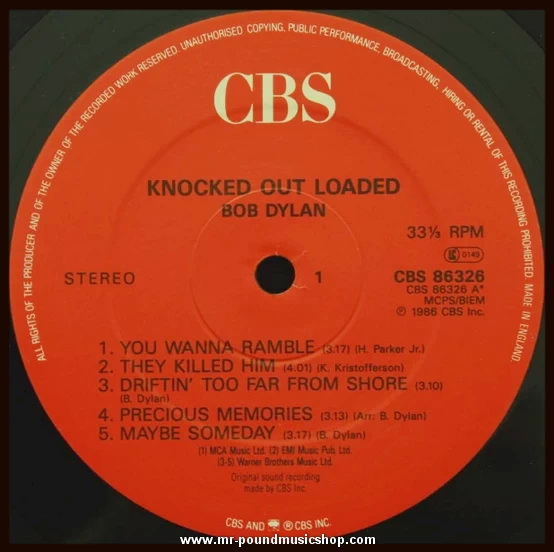 ALL RIGHTS OF THE PRODUCER AND OF THE OWNER OF THE RECORDED WORK RESERVED. UNAUTHORISED COPYING, PUBLIC PERFORMANCE, BROADCASTING, HIRING OR RENTAL OF THIS RECORDING PROHIBITED. MADE IN ENGLAND.
CBS
KNOCKED OUT LOADED
BOB DYLAN
33⅓ RPM
0149
STEREO
1
CBS 86326
CBS 86326 A*
MCPS/BIEM
℗ 1986 CBS Inc.
1. YOU WANNA RAMBLE (3.17) (H. Parker Jr.)
2. THEY KILLED HIM (4.01) (K. Kristofferson)
3. DRIFTIN' TOO FAR FROM SHORE (3.10)
(B. Dylan)
4. PRECIOUS MEMORIES (3.13) (Arr: B. Dylan)
5. MAYBE SOMEDAY (3.17) (B. Dylan)
(1) MCA Music Ltd. (2) EMI Music Pub. Ltd.
(3-5) Warner Brothers Music Ltd.
Original sound recording
made by CBS Inc.
CBS AND ® CBS INC.
www.mr-poundmusicshop.com